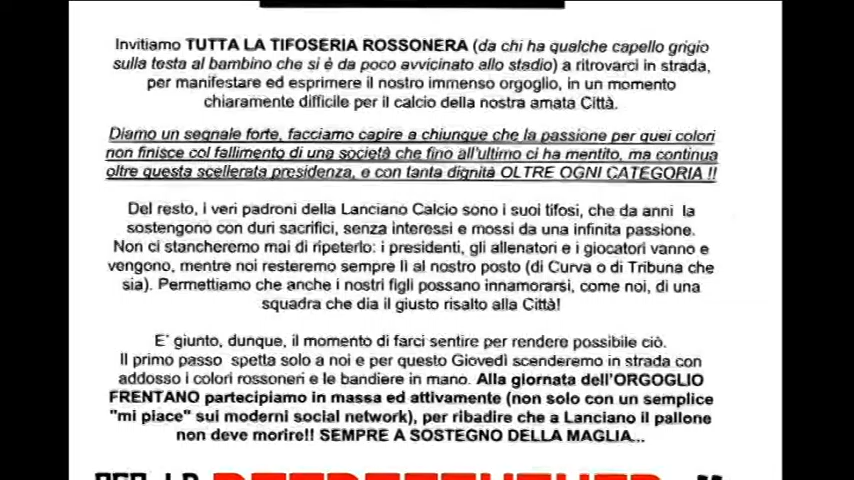 Invitiamo TUTTA LA TIFOSERIA ROSSONERA (da chi ha qualche capello grigio
sulla testa al bambino che si è da poco avvicinato allo stadio) a ritrovarci in strada,
per manifestare ed esprimere il nostro immenso orgoglio, in un momento
chiaramente difficile per il calcio della nostra amata Città.
Diamo un segnale forte, facciamo capire a chiunque che la passione per quei colori
non finisce col fallimento di una società che fino all'ultimo ci ha mentito, ma continua
oltre questa scellerata presidenza, e con tanta dignità OLTRE OGNI CATEGORIA !!
Del resto, i veri padroni della Lanciano Calcio sono i suoi tifosi, che da anni la
sostengono con duri sacrifici, senza interessi e mossi da una infinita passione.
Non ci stancheremo mai di ripeterlo: i presidenti, gli allenatori e i giocatori vanno e
vengono, mentre noi resteremo sempre lì al nostro posto (di Curva o di Tribuna che
sia). Permettiamo che anche i nostri figli possano innamorarsi, come noi, di una
squadra che dia il giusto risalto alla Città!
E' giunto, dunque, il momento di farci sentire per rendere possibile ciò.
Il primo passo spetta solo a noi e per questo Giovedì scenderemo in strada con
addosso i colori rossoneri e le bandiere in mano. Alla giornata dell'ORGOGLIO
FRENTANO partecipiamo in massa ed attivamente (non solo con un semplice
"mi piace" sui moderni social network), per ribadire che a Lanciano il pallone
non deve morire!! SEMPRE A SOSTEGNO DELLA MAGLIA...